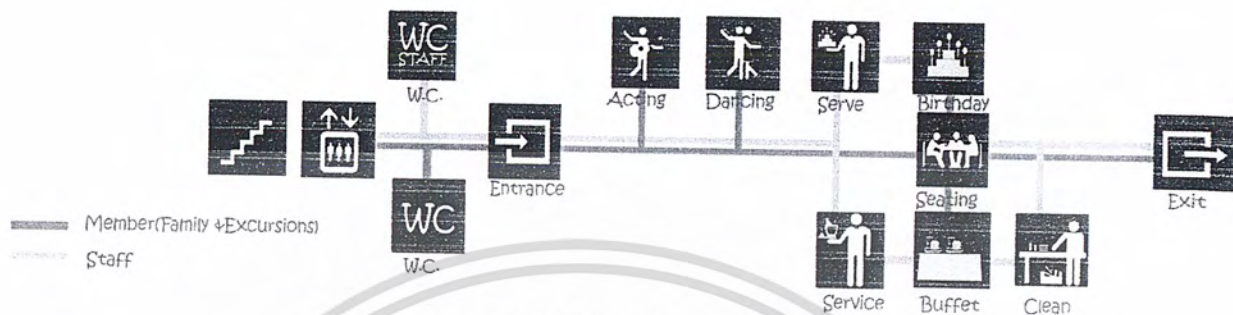 WC
STAFF
W.C.
Acting
Dancing
Serve
Birthday
Entrance
Seating
Exit
WC
W.C.
Service
Buffet
Clean
Member(Family &Excursions)
Staff